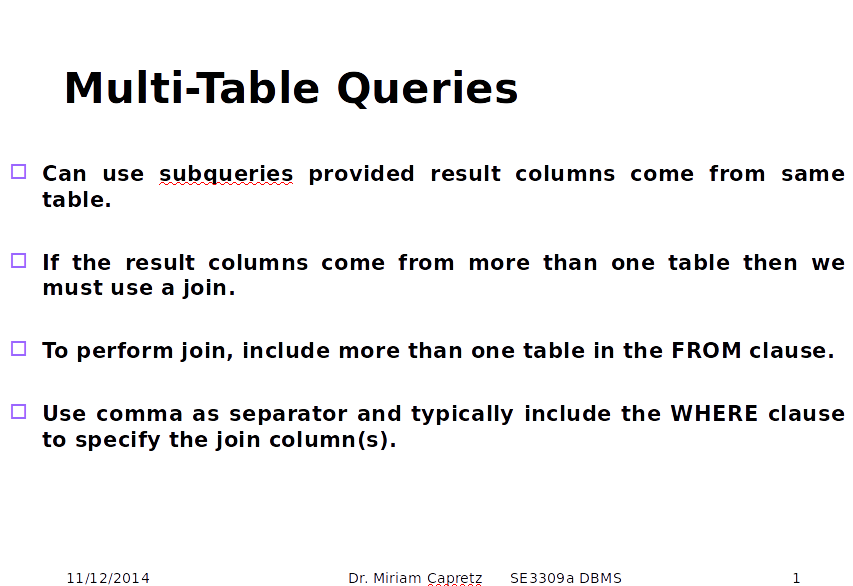 Multi-Table Queries
Can use subqueries provided result columns come from same
table.
If the result columns come from more than one table then we
must use a join.
To perform join, include more than one table in the FROM clause.
Use comma as separator and typically include the WHERE clause
to specify the join column(s).
11/12/2014 Dr. Miriam Capretz SE3309a DBMS 1